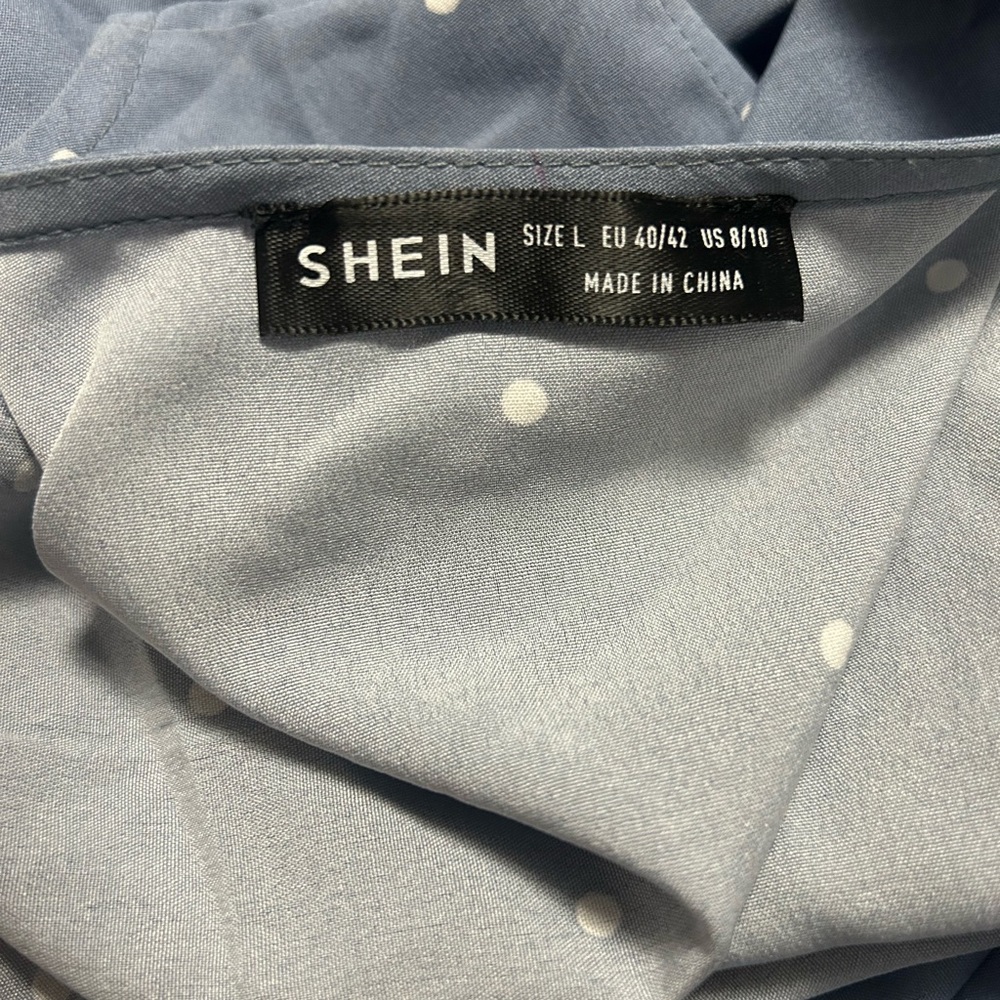 SHEIN
SIZE L EU 40/42 US 8/10
MADE IN CHINA